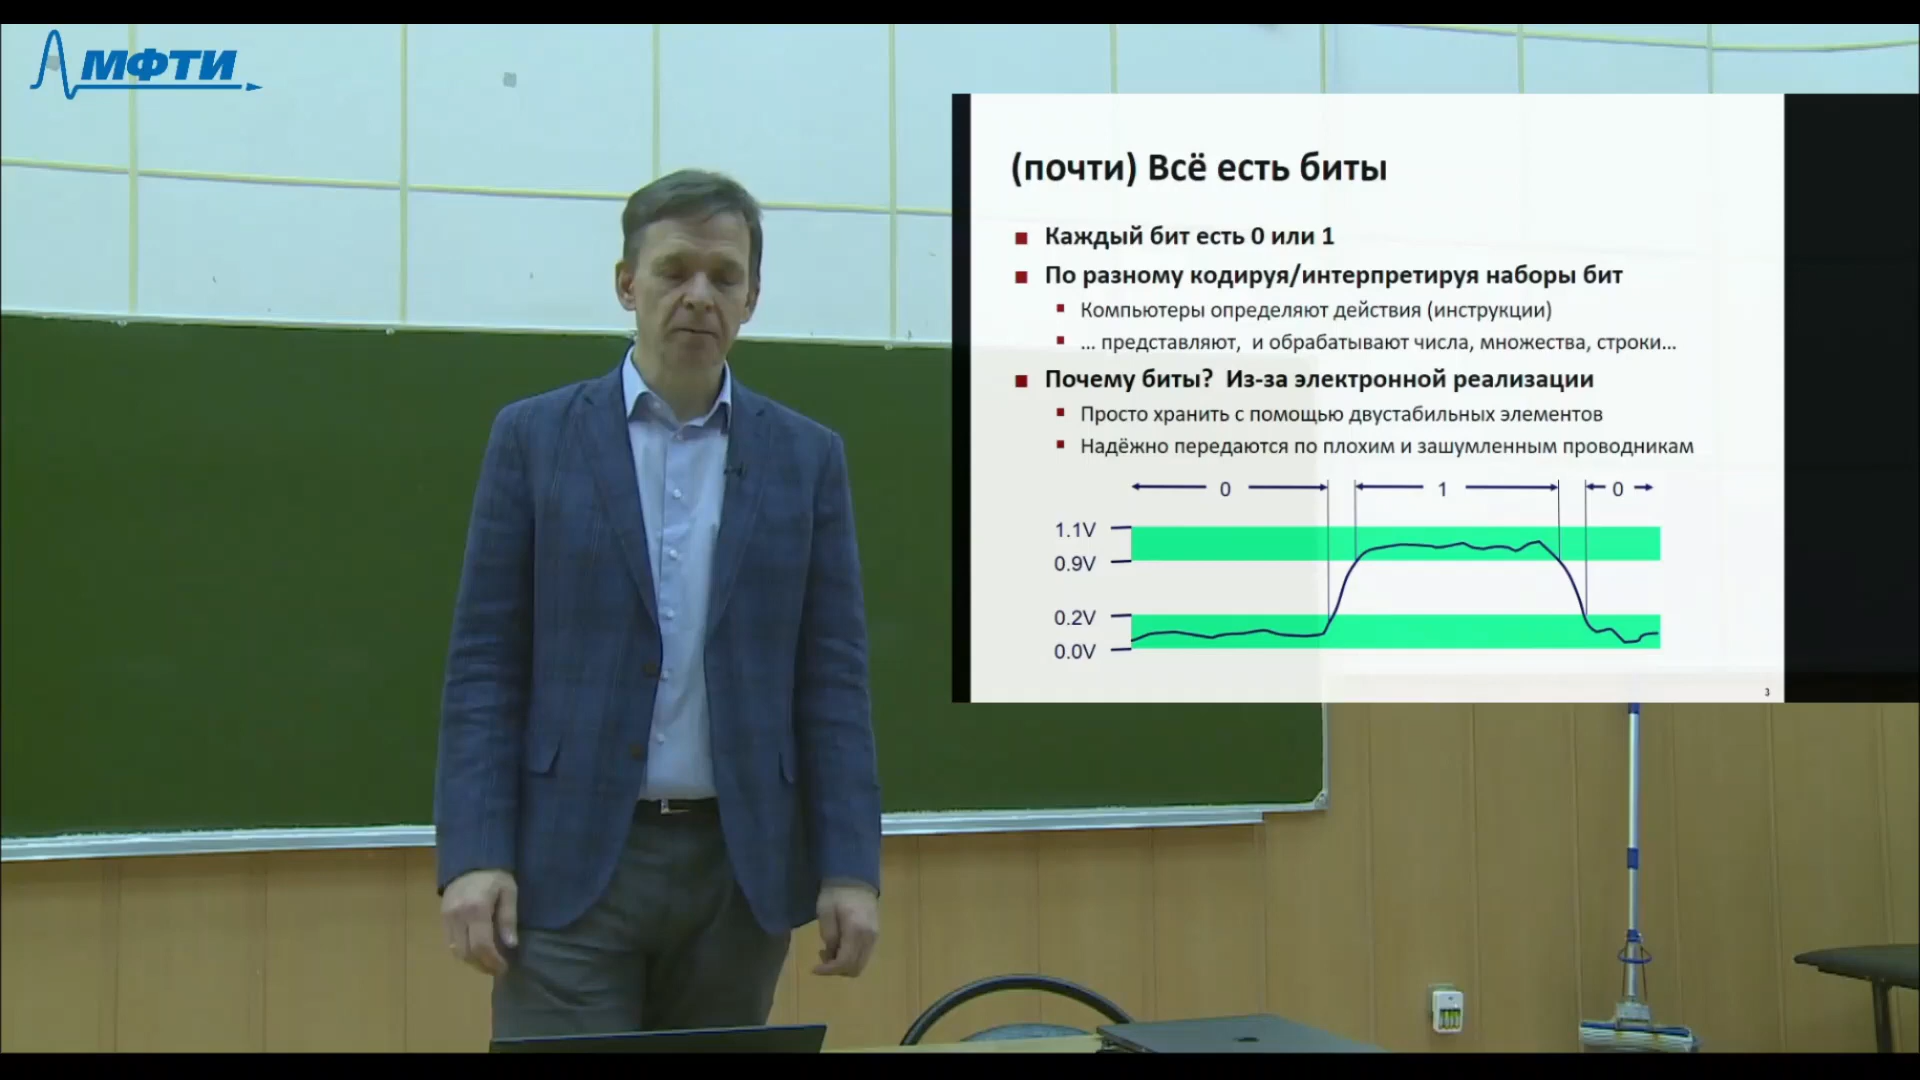 МФТИ
(почти) Всё есть биты
Каждый бит есть 0 или 1
По разному кодируя/интерпретируя наборы бит
Компьютеры определяют действия (инструкции)
... представляют, и обрабатывают числа, множества, строки...
Почему биты? Из-за электронной реализации
Просто хранить с помощью двустабильных элементов
Надёжно передаются по плохим и зашумленным проводникам
0 1 0
1.1V
0.9V
0.2V
0.0V
3